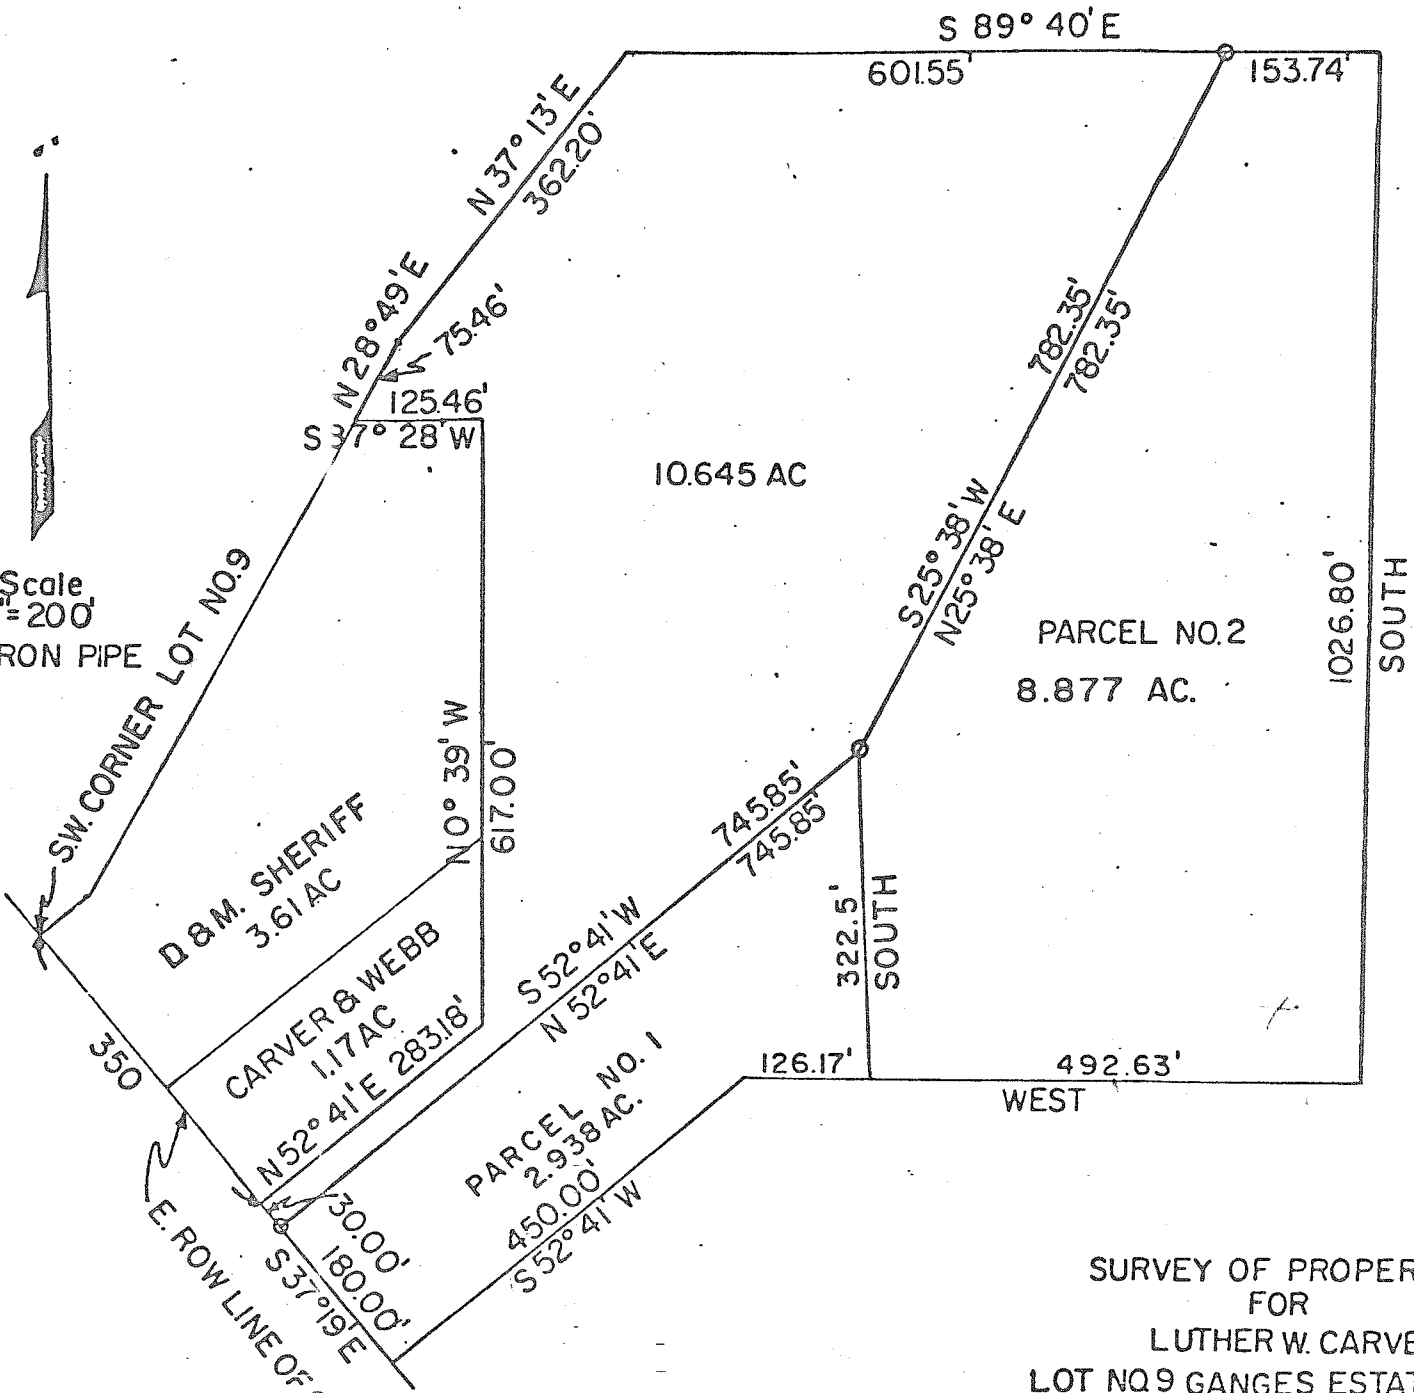 S 89° 40' E
601.55'
153.74'
N 37° 13' E
362.20'
N 28° 49' E
75.46'
125.46'
S 37° 28' W
782.35'
782.35'
10.645 AC
S 25° 38' W
N 25° 38' E
Scale
1"=200'
RON PIPE
S.W. CORNER LOT NO.9
PARCEL NO.2
8.877 AC.
1026.80'
SOUTH
N 0° 39' W
617.00'
745.85'
745.85'
D & M. SHERIFF
3.61 AC
322.5'
SOUTH
S 52° 41' W
N 52° 41' E
CARVER & WEBB
1.17 AC
N 52° 41' E 283.18'
350
126.17'
492.63'
WEST
PARCEL NO. 1
2.938 AC.
450.00'
S 52° 41' W
30.00'
180.00'
S 37° 19' E
E. ROW LINE OF
SURVEY OF PROPER
FOR
LUTHER W. CARVE
LOT NO.9 GANGES ESTAT